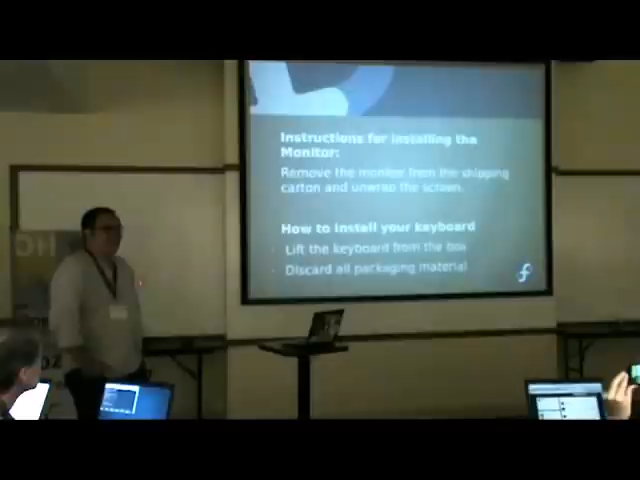 Instructions for installing the
Monitor:
Remove the monitor from the shipping
carton and unwrap the screen.
How to install your keyboard
Lift the keyboard from the box
Discard all packaging material